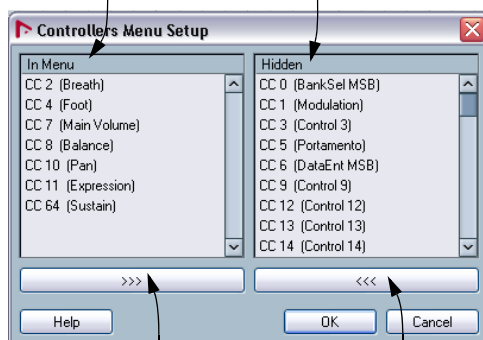 Controllers Menu Setup
In Menu
CC 2 (Breath)
CC 4 (Foot)
CC 7 (Main Volume)
CC 8 (Balance)
CC 10 (Pan)
CC 11 (Expression)
CC 64 (Sustain)
>>>
Hidden
CC 0 (BankSel MSB)
CC 1 (Modulation)
CC 3 (Control 3)
CC 5 (Portamento)
CC 6 (DataEnt MSB)
CC 9 (Control 9)
CC 12 (Control 12)
CC 13 (Control 13)
CC 14 (Control 14)
<<<
Help
OK
Cancel